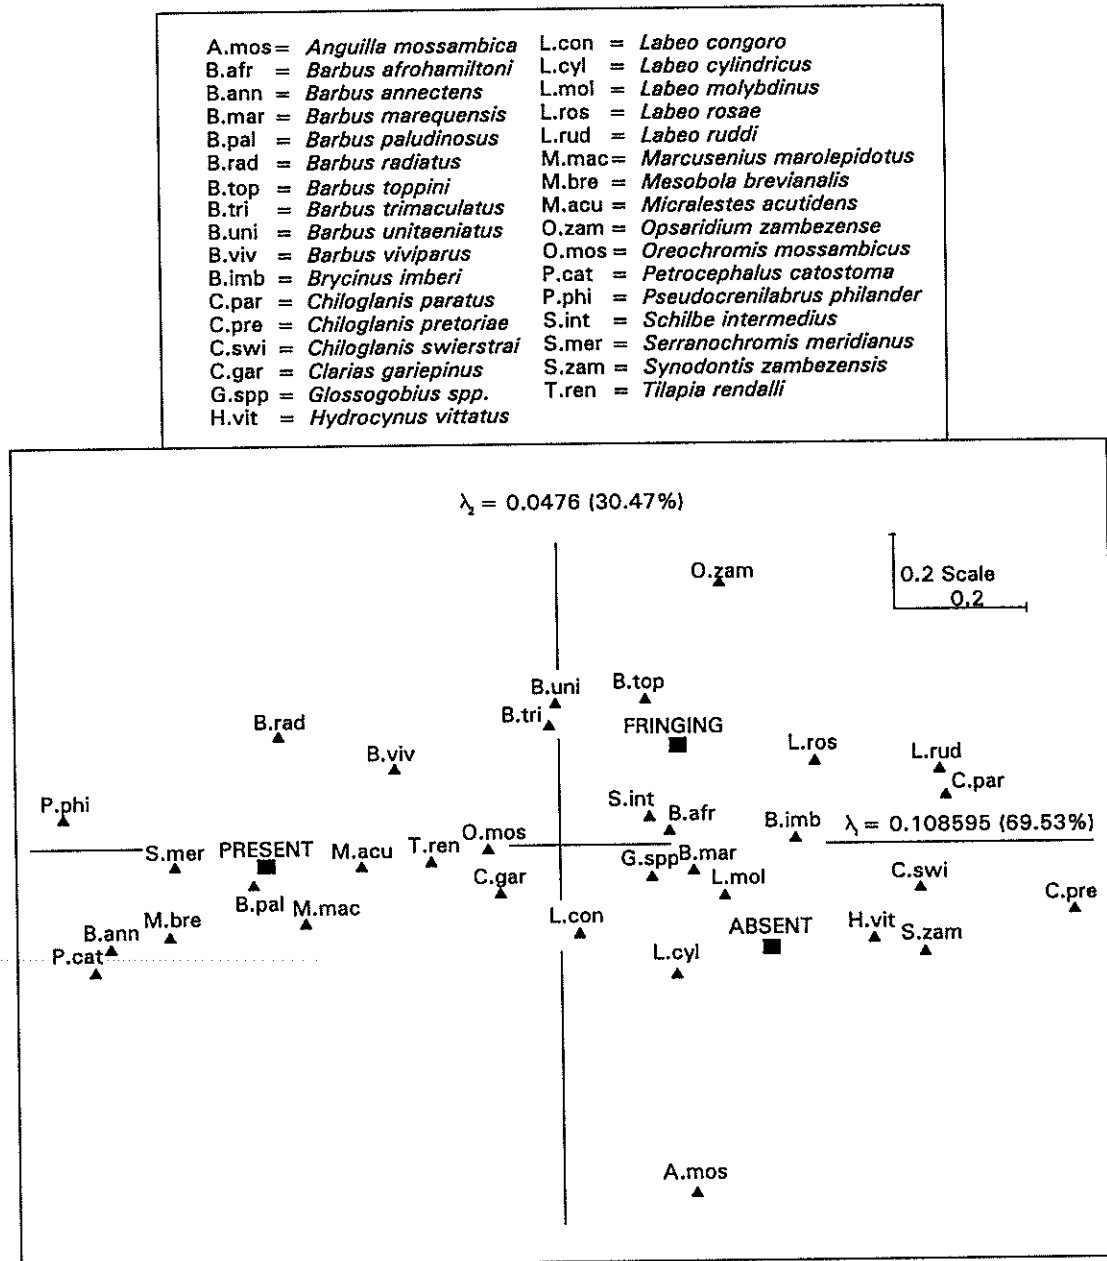 A.mos = Anguilla mossambica
B.afr = Barbus afrohamiltoni
B.ann = Barbus annectens
B.mar = Barbus marequensis
B.pal = Barbus paludinosus
B.rad = Barbus radiatus
B.top = Barbus toppini
B.tri = Barbus trimaculatus
B.uni = Barbus unitaeniatus
B.viv = Barbus viviparus
B.imb = Brycinus imberi
C.par = Chiloglanis paratus
C.pre = Chiloglanis pretoriae
C.swi = Chiloglanis swierstrai
C.gar = Clarias gariepinus
G.spp = Glossogobius spp.
H.vit = Hydrocynus vittatus
L.con = Labeo congoro
L.cyl = Labeo cylindricus
L.mol = Labeo molybdinus
L.ros = Labeo rosae
L.rud = Labeo ruddi
M.mac = Marcusenius marolepidotus
M.bre = Mesobola brevianalis
M.acu = Micralestes acutidens
O.zam = Opsaridium zambezense
O.mos = Oreochromis mossambicus
P.cat = Petrocephalus catostoma
P.phi = Pseudocrenilabrus philander
S.int = Schilbe intermedius
S.mer = Serranochromis meridianus
S.zam = Synodontis zambezensis
T.ren = Tilapia rendalli
λ₂ = 0.0476 (30.47%)
O.zam
0.2 Scale
0.2
B.uni
B.top
B.tri
B.rad
FRINGING
B.viv
L.ros
L.rud
C.par
P.phi
S.int
B.afr
B.imb
λ₁ = 0.108595 (69.53%)
S.mer
PRESENT
M.acu
T.ren
O.mos
G.spp
B.mar
C.swi
C.gar
L.mol
C.pre
B.pal
M.mac
M.bre
L.con
ABSENT
H.vit
S.zam
B.ann
P.cat
L.cyl
A.mos